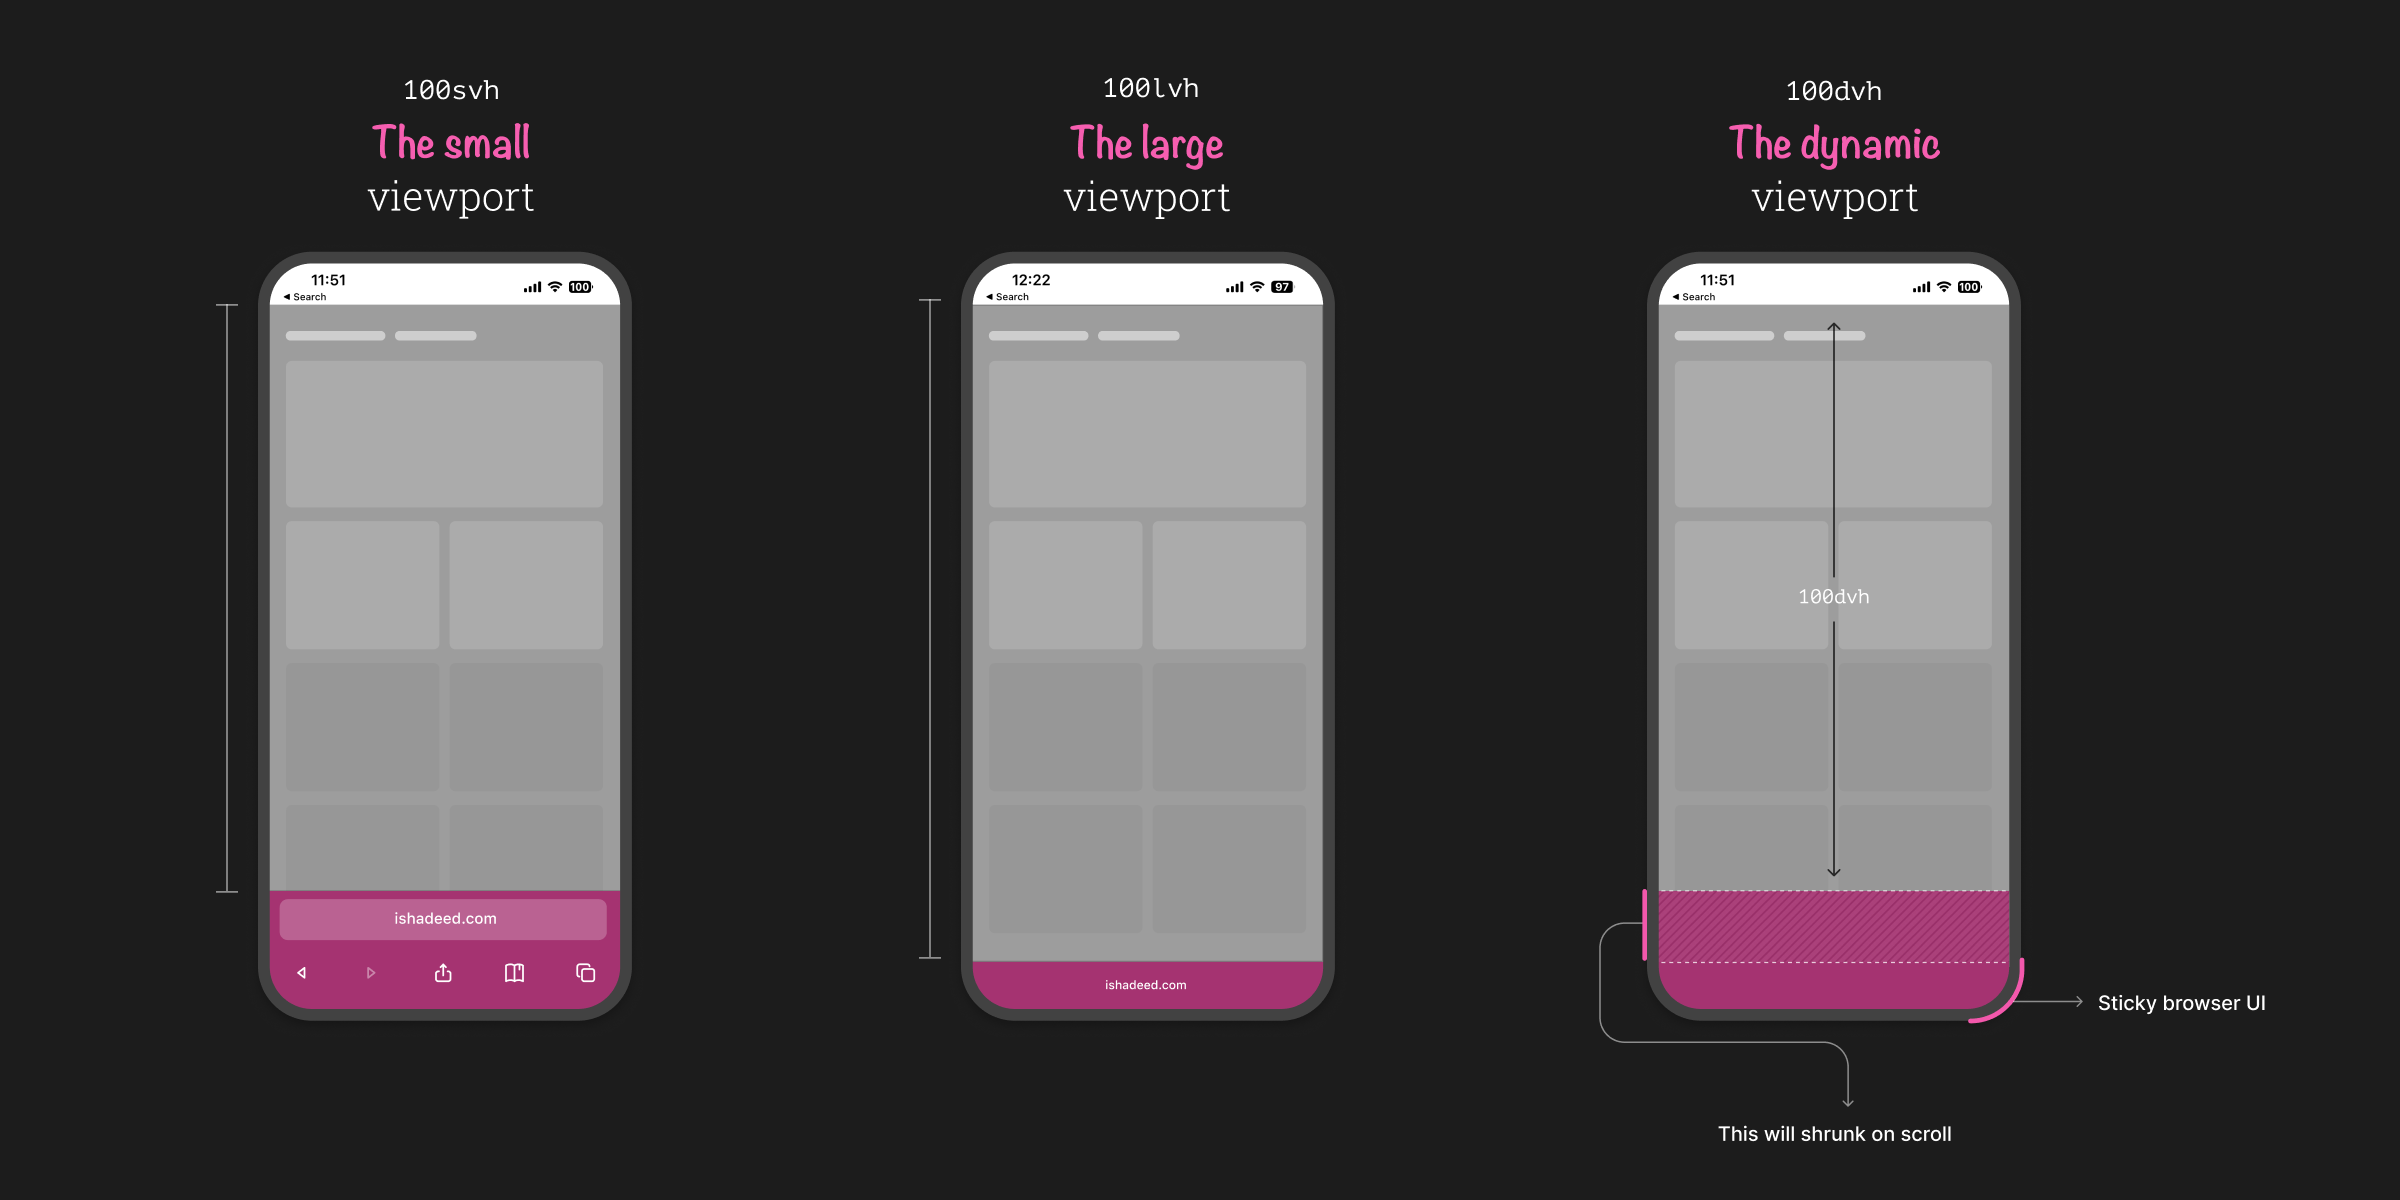 100svh
The small
viewport
11:51
◀ Search
100
ishadeed.com
100lvh
The large
viewport
12:22
◀ Search
97
ishadeed.com
100dvh
The dynamic
viewport
11:51
◀ Search
100
100dvh
Sticky browser UI
This will shrunk on scroll